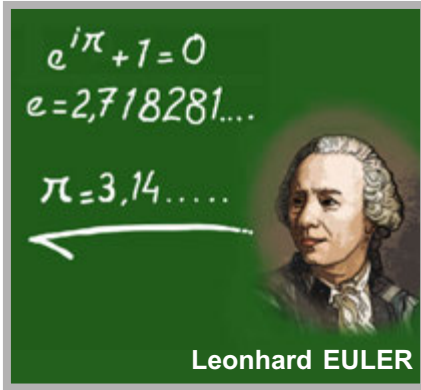 e^{iπ} + 1 = 0
e = 2,718281....
π = 3,14.....
Leonhard EULER